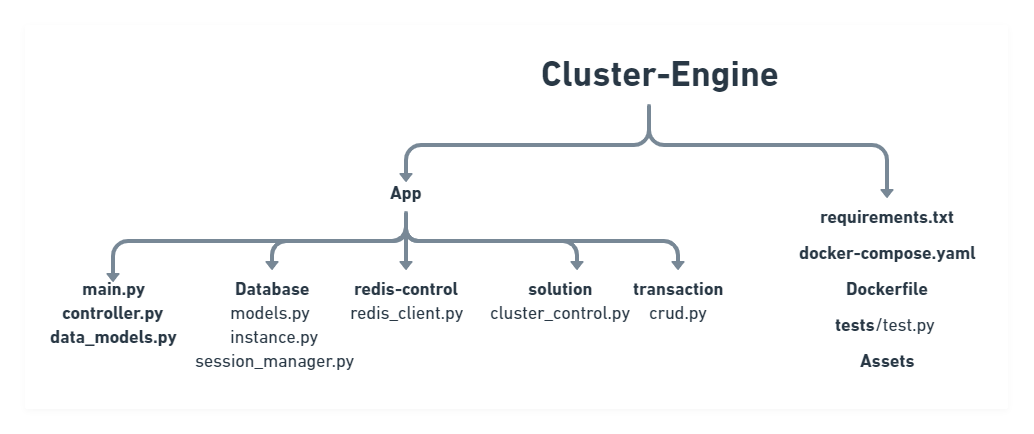 Cluster-Engine
App
main.py
controller.py
data_models.py
Database
models.py
instance.py
session_manager.py
redis-control
redis_client.py
solution
cluster_control.py
transaction
crud.py
requirements.txt
docker-compose.yaml
Dockerfile
tests/test.py
Assets